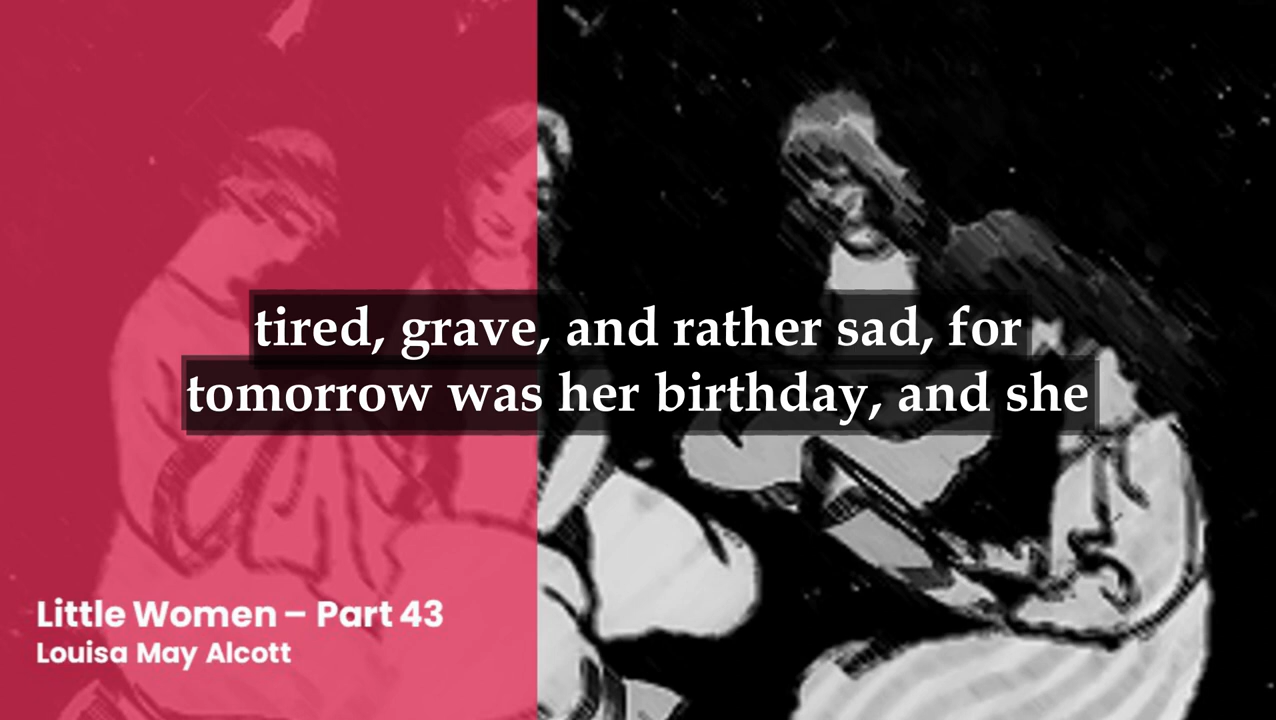 tired, grave, and rather sad, for
tomorrow was her birthday, and she
Little Women – Part 43
Louisa May Alcott